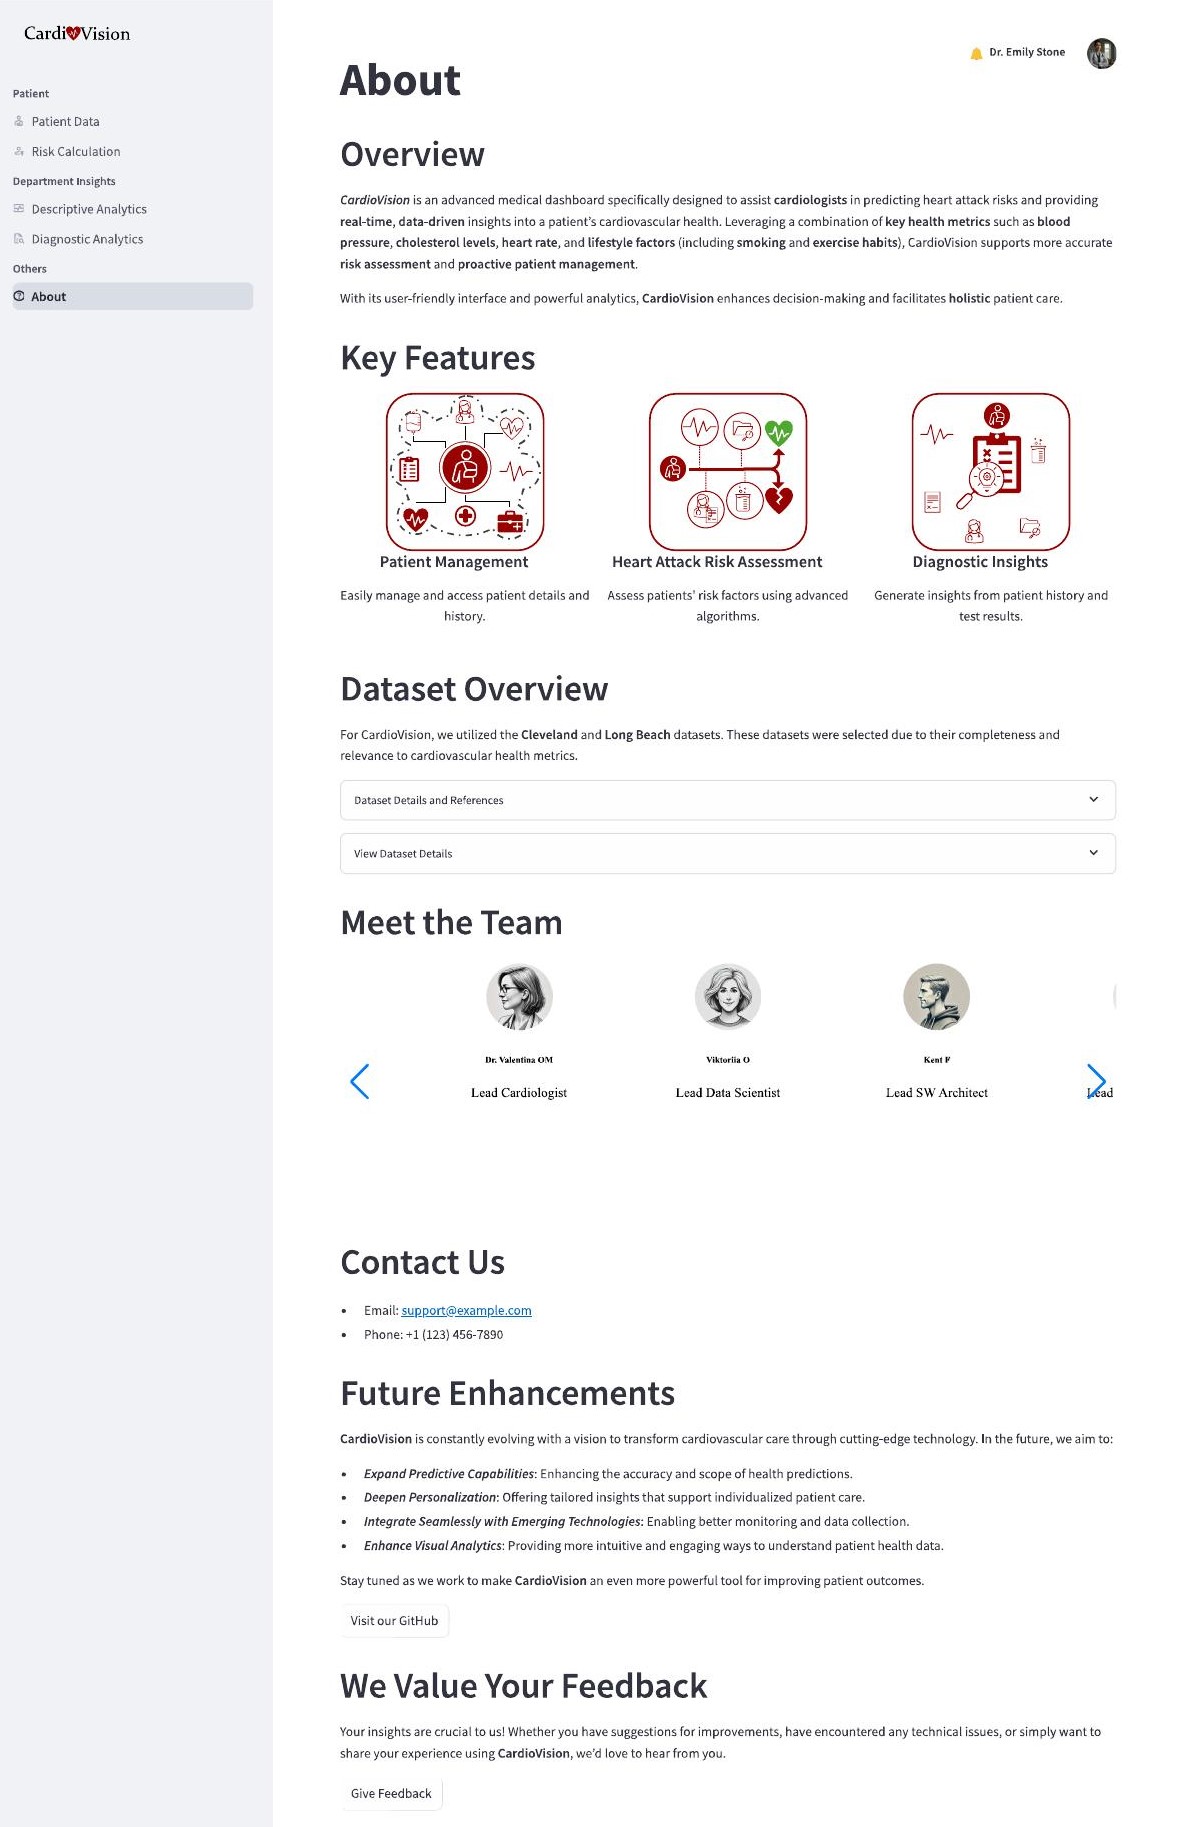 Cardi Vision
Patient
Patient Data
Risk Calculation
Department Insights
Descriptive Analytics
Diagnostic Analytics
Others
About
Dr. Emily Stone
About
Overview
CardioVision is an advanced medical dashboard specifically designed to assist cardiologists in predicting heart attack risks and providing
real-time, data-driven insights into a patient's cardiovascular health. Leveraging a combination of key health metrics such as blood
pressure, cholesterol levels, heart rate, and lifestyle factors (including smoking and exercise habits), CardioVision supports more accurate
risk assessment and proactive patient management.
With its user-friendly interface and powerful analytics, CardioVision enhances decision-making and facilitates holistic patient care.
Key Features
Patient Management
Easily manage and access patient details and
history.
Heart Attack Risk Assessment
Assess patients' risk factors using advanced
algorithms.
Diagnostic Insights
Generate insights from patient history and
test results.
Dataset Overview
For CardioVision, we utilized the Cleveland and Long Beach datasets. These datasets were selected due to their completeness and
relevance to cardiovascular health metrics.
Dataset Details and References
View Dataset Details
Meet the Team
Dr. Valentina OM
Lead Cardiologist
Viktoriia O
Lead Data Scientist
Kent F
Lead SW Architect
Lead
Contact Us
• Email: support@example.com
• Phone: +1 (123) 456-7890
Future Enhancements
CardioVision is constantly evolving with a vision to transform cardiovascular care through cutting-edge technology. In the future, we aim to:
• Expand Predictive Capabilities: Enhancing the accuracy and scope of health predictions.
• Deepen Personalization: Offering tailored insights that support individualized patient care.
• Integrate Seamlessly with Emerging Technologies: Enabling better monitoring and data collection.
• Enhance Visual Analytics: Providing more intuitive and engaging ways to understand patient health data.
Stay tuned as we work to make CardioVision an even more powerful tool for improving patient outcomes.
Visit our GitHub
We Value Your Feedback
Your insights are crucial to us! Whether you have suggestions for improvements, have encountered any technical issues, or simply want to
share your experience using CardioVision, we'd love to hear from you.
Give Feedback